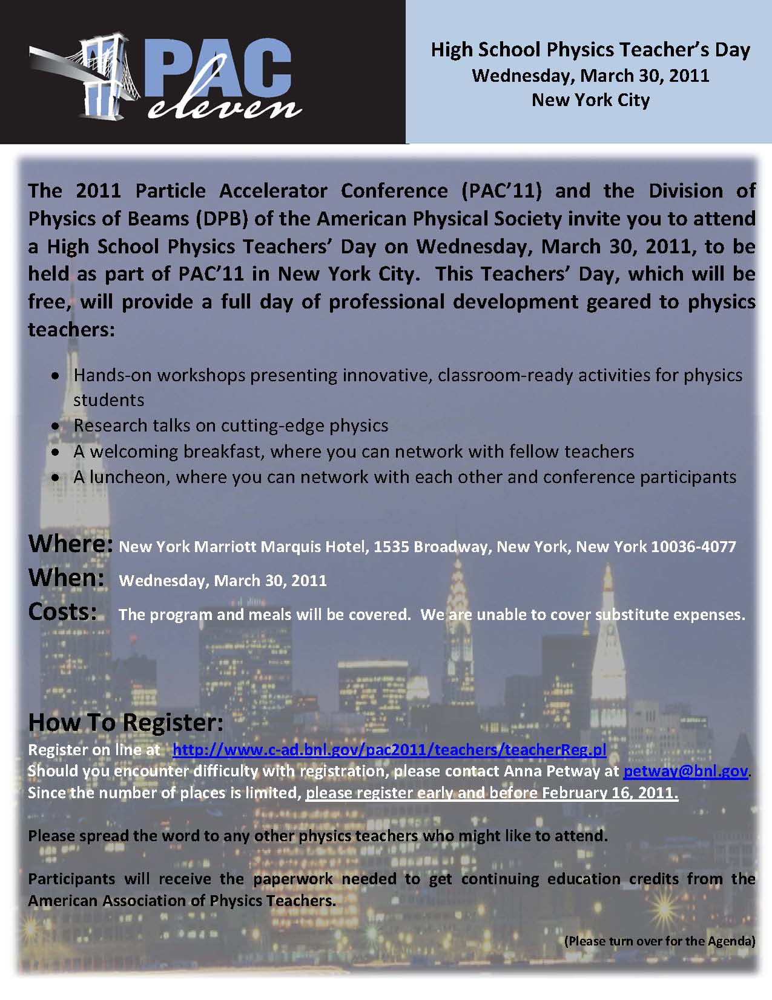 PAC
eleven
High School Physics Teacher’s Day
Wednesday, March 30, 2011
New York City
The 2011 Particle Accelerator Conference (PAC’11) and the Division of
Physics of Beams (DPB) of the American Physical Society invite you to attend
a High School Physics Teachers’ Day on Wednesday, March 30, 2011, to be
held as part of PAC’11 in New York City.  This Teachers’ Day, which will be
free, will provide a full day of professional development geared to physics
teachers:
• Hands-on workshops presenting innovative, classroom-ready activities for physics
students
• Research talks on cutting-edge physics
• A welcoming breakfast, where you can network with fellow teachers
• A luncheon, where you can network with each other and conference participants
Where: New York Marriott Marquis Hotel, 1535 Broadway, New York, New York 10036-4077
When: Wednesday, March 30, 2011
Costs: The program and meals will be covered.  We are unable to cover substitute expenses.
How To Register:
Register on line at http://www.c-ad.bnl.gov/pac2011/teachers/teacherReg.pl
Should you encounter difficulty with registration, please contact Anna Petway at petway@bnl.gov.
Since the number of places is limited, please register early and before February 16, 2011.
Please spread the word to any other physics teachers who might like to attend.
Participants will receive the paperwork needed to get continuing education credits from the
American Association of Physics Teachers.
(Please turn over for the Agenda)